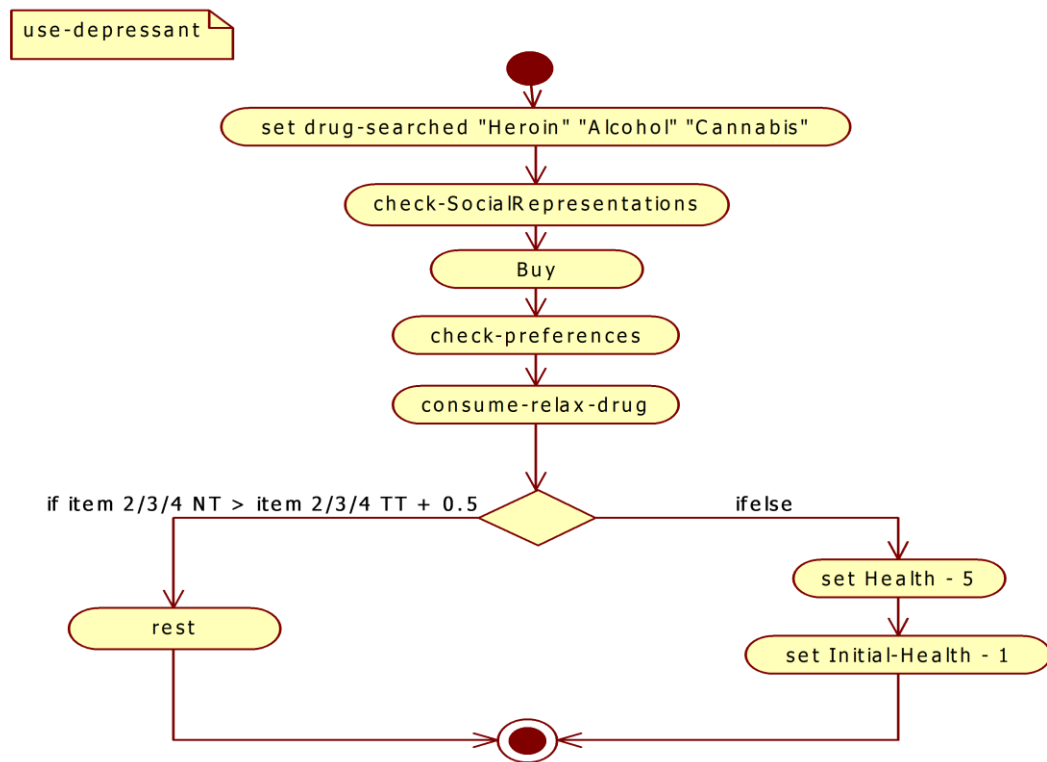 use-depressant
set drug-searched "Heroin" "Alcohol" "Cannabis"
check-SocialRepresentations
Buy
check-preferences
consume-relax-drug
if item 2/3/4 NT > item 2/3/4 TT + 0.5
ifelse
set Health - 5
rest
set Initial-Health - 1